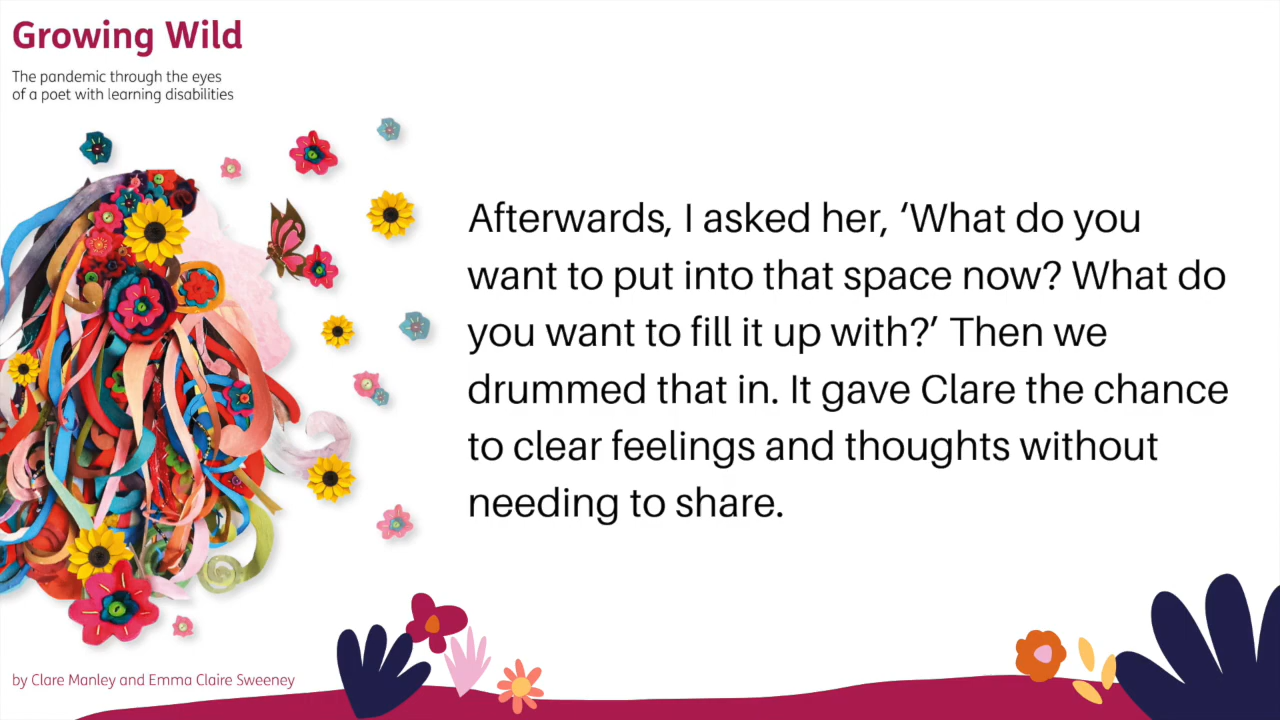 Growing Wild
The pandemic through the eyes
of a poet with learning disabilities
Afterwards, I asked her, ‘What do you
want to put into that space now? What do
you want to fill it up with?’ Then we
drummed that in. It gave Clare the chance
to clear feelings and thoughts without
needing to share.
by Clare Manley and Emma Claire Sweeney